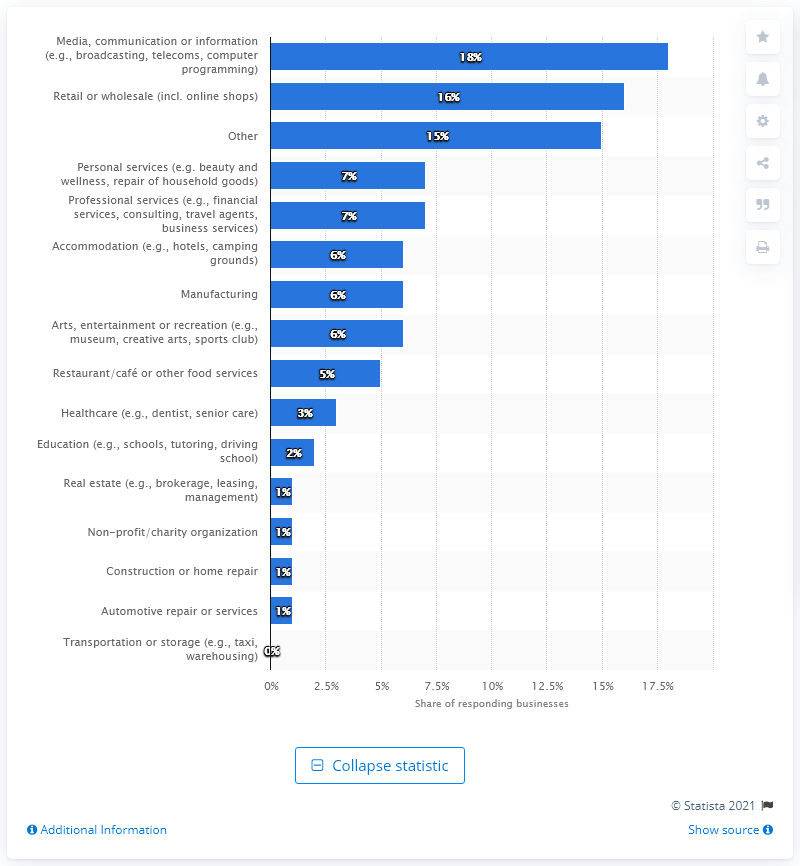 Media, communication or information
(e.g., broadcasting, telecoms, computer
programming)
18%
Retail or wholesale (incl. online shops)
16%
Other
15%
Personal services (e.g. beauty and
wellness, repair of household goods)
7%
Professional services (e.g., financial
services, consulting, travel agents,
business services)
7%
Accommodation (e.g., hotels, camping
grounds)
6%
Manufacturing
6%
Arts, entertainment or recreation (e.g.,
museum, creative arts, sports club)
6%
Restaurant/café or other food services
5%
Healthcare (e.g., dentist, senior care)
3%
Education (e.g., schools, tutoring, driving
school)
2%
Real estate (e.g., brokerage, leasing,
management)
1%
Non-profit/charity organization
1%
Construction or home repair
1%
Automotive repair or services
1%
Transportation or storage (e.g., taxi,
warehousing)
0%
0% 2.5% 5% 7.5% 10% 12.5% 15% 17.5%
Share of responding businesses
Collapse statistic
© Statista 2021
Additional Information
Show source